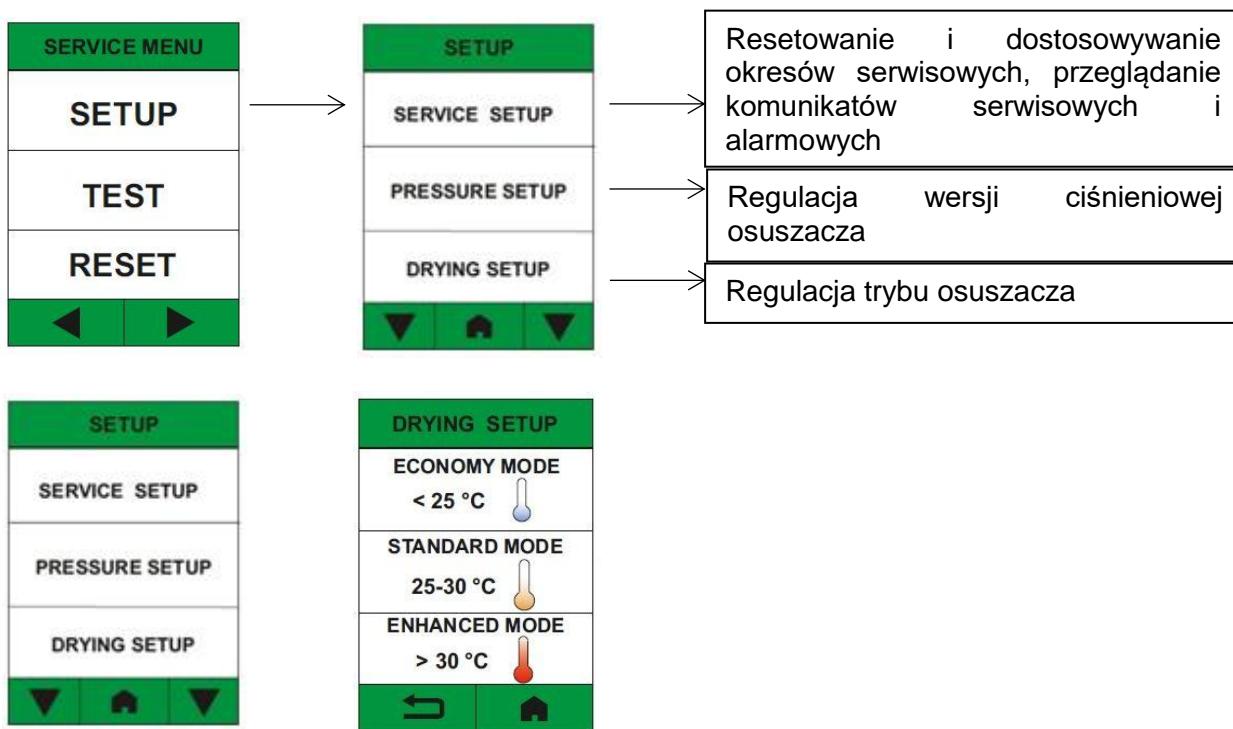 SERVICE MENU
SETUP
TEST
RESET
SETUP
SERVICE SETUP
PRESSURE SETUP
DRYING SETUP
Resetowanie i dostosowywanie
okresów serwisowych, przeglądanie
komunikatów serwisowych i
alarmowych
Regulacja wersji ciśnieniowej
osuszacza
Regulacja trybu osuszacza
SETUP
SERVICE SETUP
PRESSURE SETUP
DRYING SETUP
DRYING SETUP
ECONOMY MODE
< 25 °C
STANDARD MODE
25-30 °C
ENHANCED MODE
> 30 °C